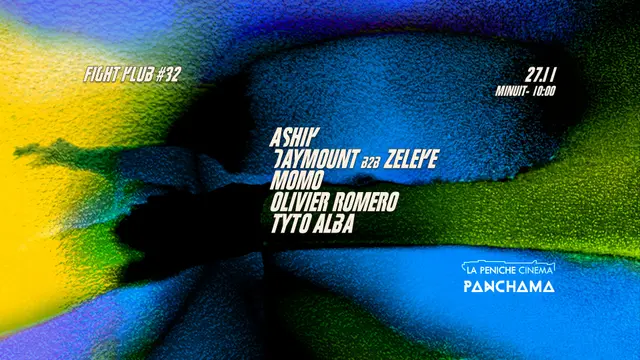 FIGHT KLUB #32
27.11
MINUIT- 10:00
ASHIK
DAYMOUNT B2B ZELEKE
MOMO
OLIVIER ROMERO
TYTO ALBA
LA PENICHE CINEMA
PANCHAMA